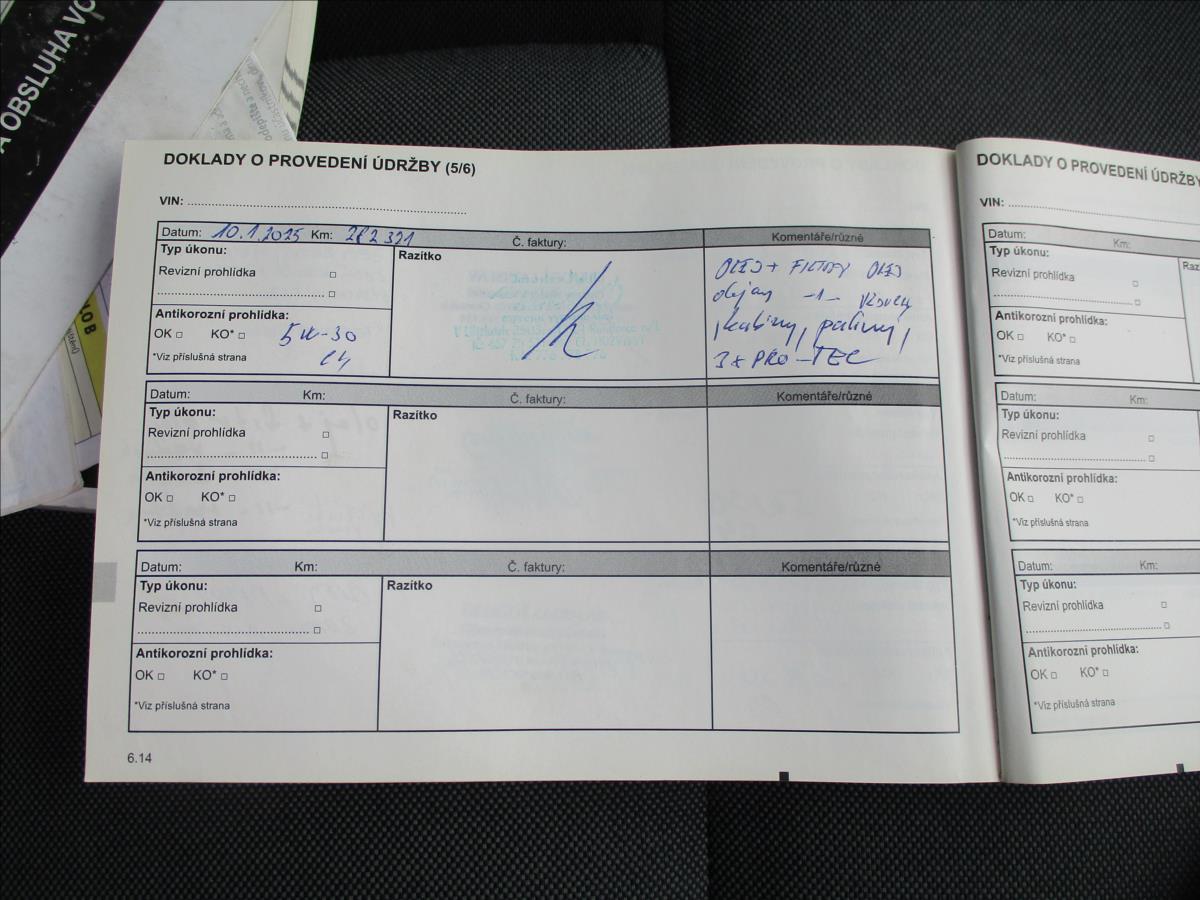 A OBSLUHA VO
DOKLADY O PROVEDENÍ ÚDRŽBY (5/6)
VIN:
Datum: 10.1.2025 Km: 282 321 Č. faktury: Komentáře/různé
Typ úkonu:
Revizní prohlídka
Antikorozní prohlídka:
OK KO* 5W-30
C4
*Viz příslušná strana
Razítko
OLEJ + FILTRY OLEJ
-1-
kabiny, paliny,
3x PRO-TEC
Datum: Km: Č. faktury: Komentáře/různé
Typ úkonu:
Revizní prohlídka
Antikorozní prohlídka:
OK KO*
*Viz příslušná strana
Razítko
Datum: Km: Č. faktury: Komentáře/různé
Typ úkonu:
Revizní prohlídka
Antikorozní prohlídka:
OK KO*
*Viz příslušná strana
Razítko
6.14
DOKLADY O PROVEDENÍ ÚDRŽBY
VIN:
Datum: Km:
Typ úkonu:
Revizní prohlídka
Antikorozní prohlídka:
OK KO*
*Viz příslušná strana
Raz
Datum: Km:
Typ úkonu:
Revizní prohlídka
Antikorozní prohlídka:
OK KO*
*Viz příslušná strana
Datum: Km:
Typ úkonu:
Revizní prohlídka
Antikorozní prohlídka:
OK KO*
*Viz příslušná strana